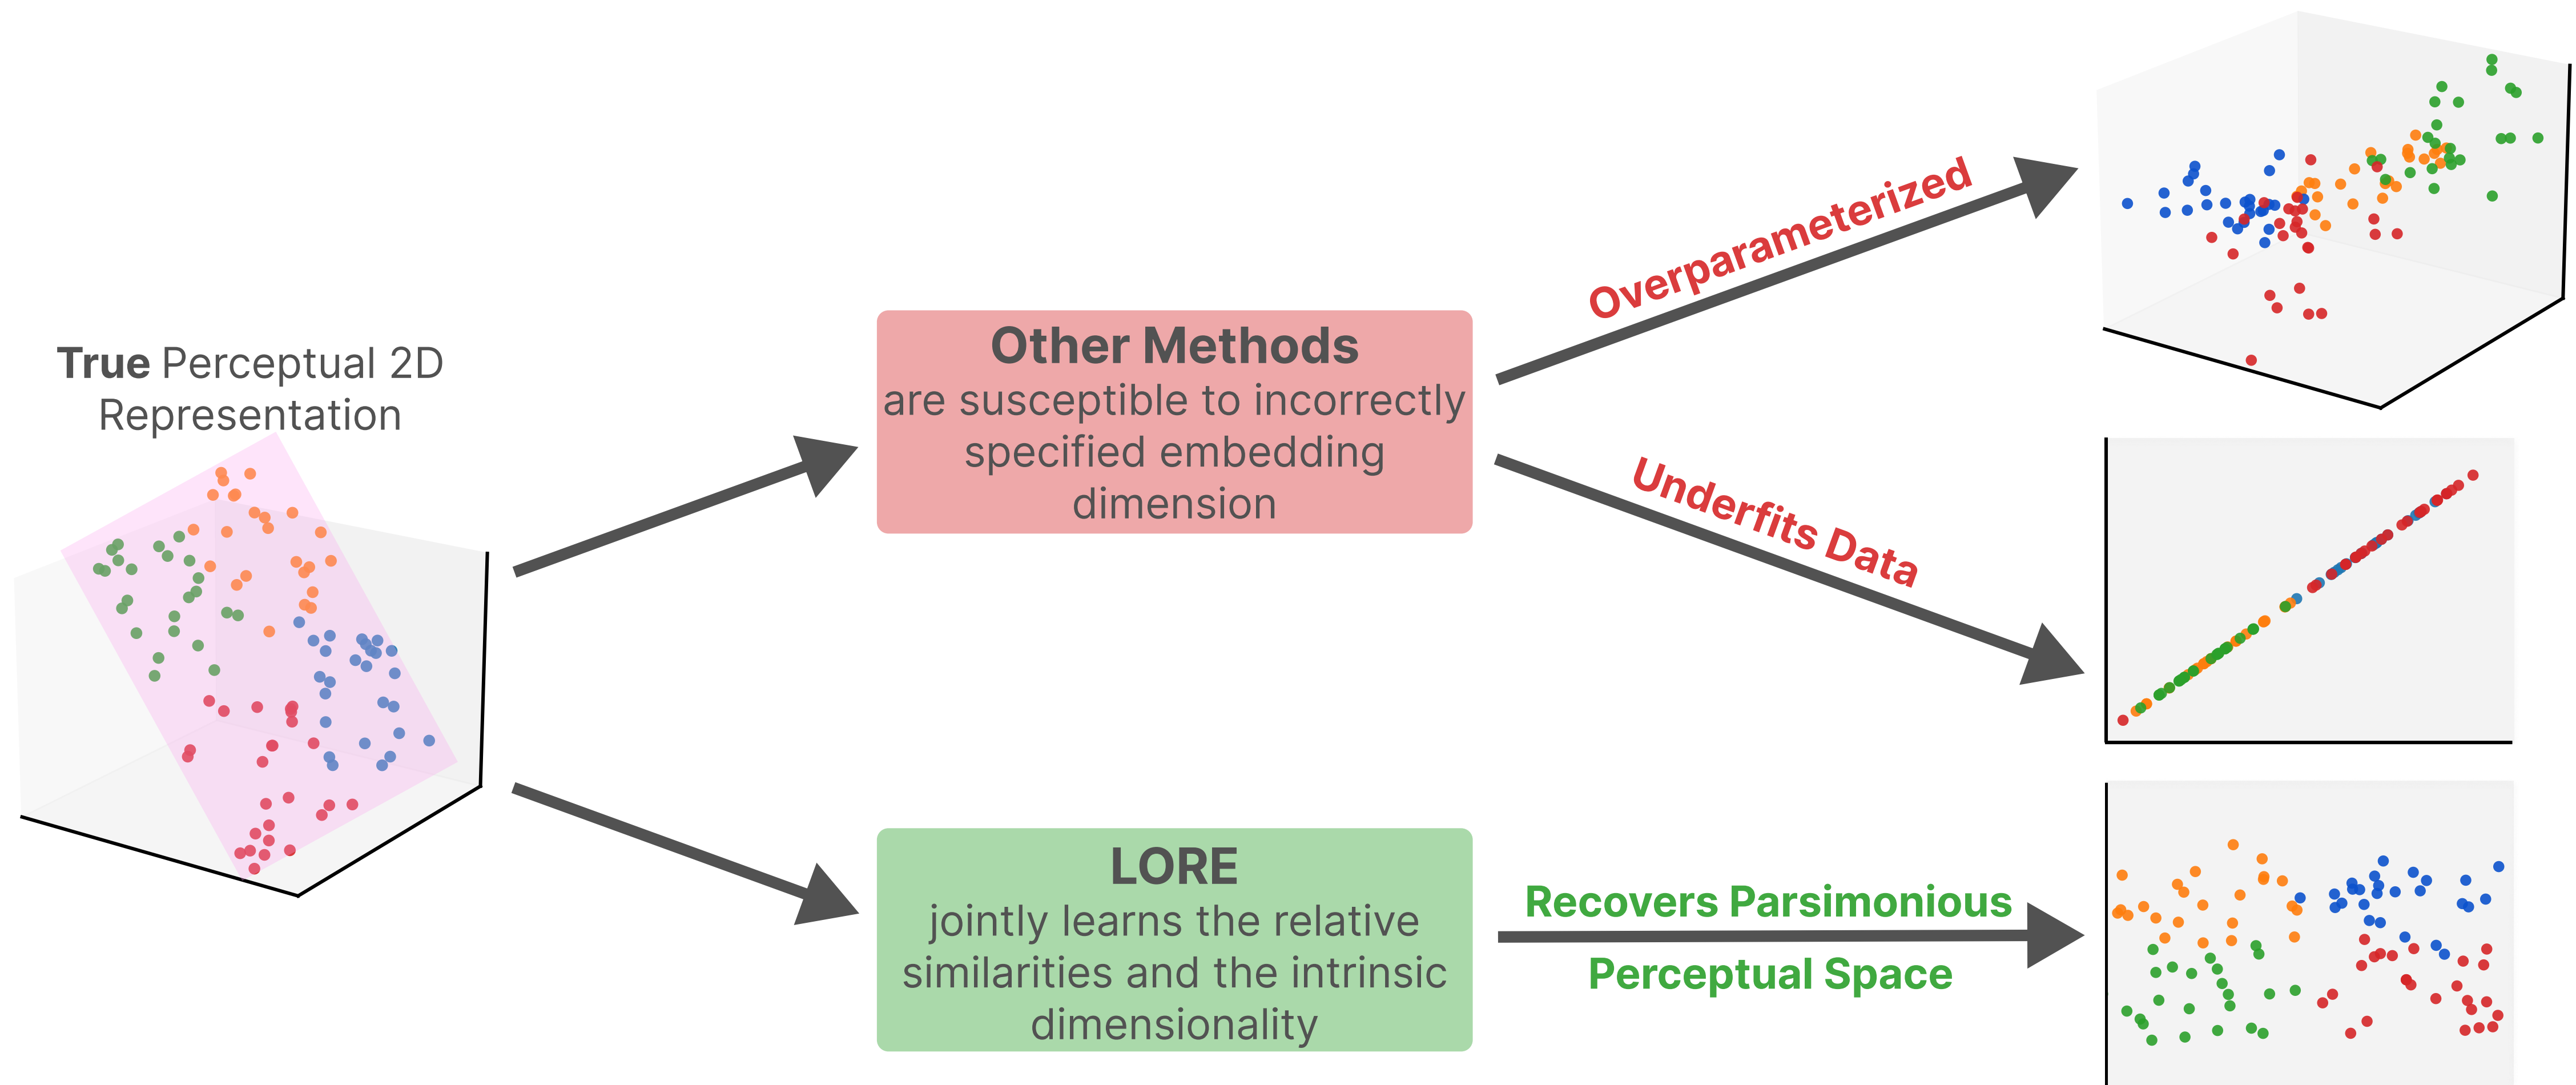 True Perceptual 2D
Representation
Other Methods
are susceptible to incorrectly
specified embedding
dimension
Overparameterized
Underfits Data
LORE
jointly learns the relative
similarities and the intrinsic
dimensionality
Recovers Parsimonious
Perceptual Space